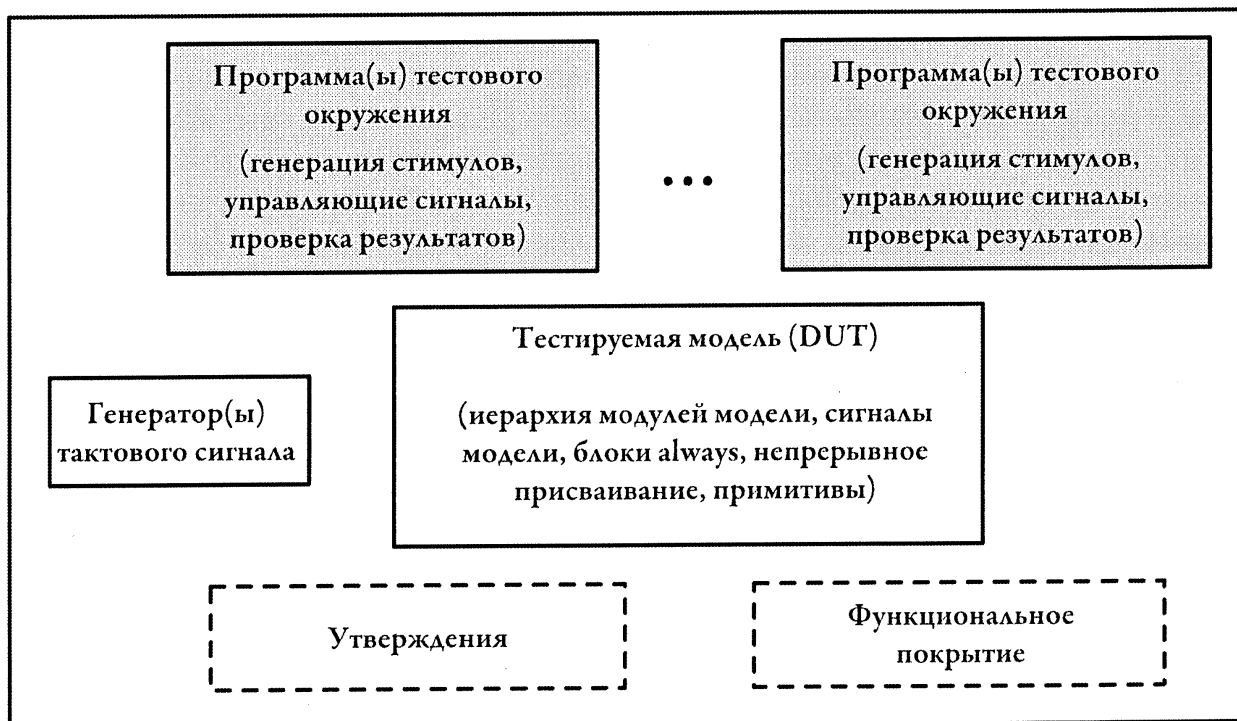 Программа(ы) тестового
окружения
(генерация стимулов,
управляющие сигналы,
проверка результатов)
...
Программа(ы) тестового
окружения
(генерация стимулов,
управляющие сигналы,
проверка результатов)
Тестируемая модель (DUT)
(иерархия модулей модели, сигналы
модели, блоки always, непрерывное
присваивание, примитивы)
Генератор(ы)
тактового сигнала
Утверждения
Функциональное
покрытие